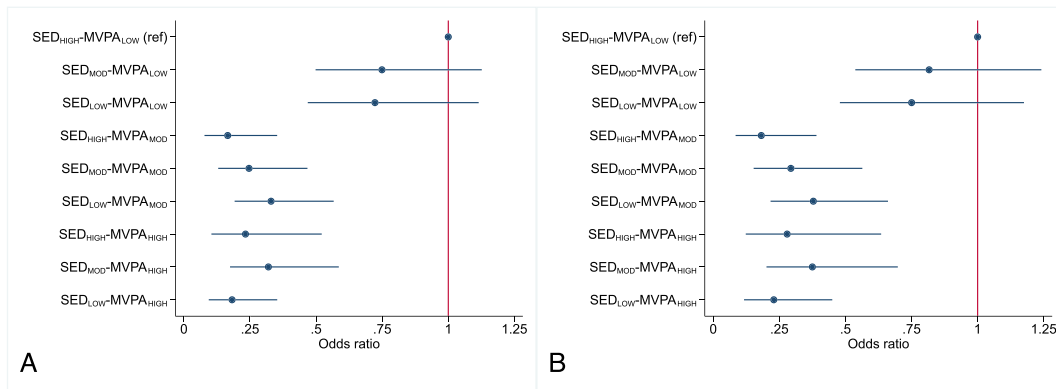 SEDHIGH-MVPALOW (ref)
SEDMOD-MVPALOW
SEDLOW-MVPALOW
SEDHIGH-MVPAMOD
SEDMOD-MVPAMOD
SEDLOW-MVPAMOD
SEDHIGH-MVPAHIGH
SEDMOD-MVPAHIGH
SEDLOW-MVPAHIGH
0 .25 .5 .75 1 1.25
Odds ratio
A
SEDHIGH-MVPALOW (ref)
SEDMOD-MVPALOW
SEDLOW-MVPALOW
SEDHIGH-MVPAMOD
SEDMOD-MVPAMOD
SEDLOW-MVPAMOD
SEDHIGH-MVPAHIGH
SEDMOD-MVPAHIGH
SEDLOW-MVPAHIGH
0 .25 .5 .75 1 1.25
Odds ratio
B